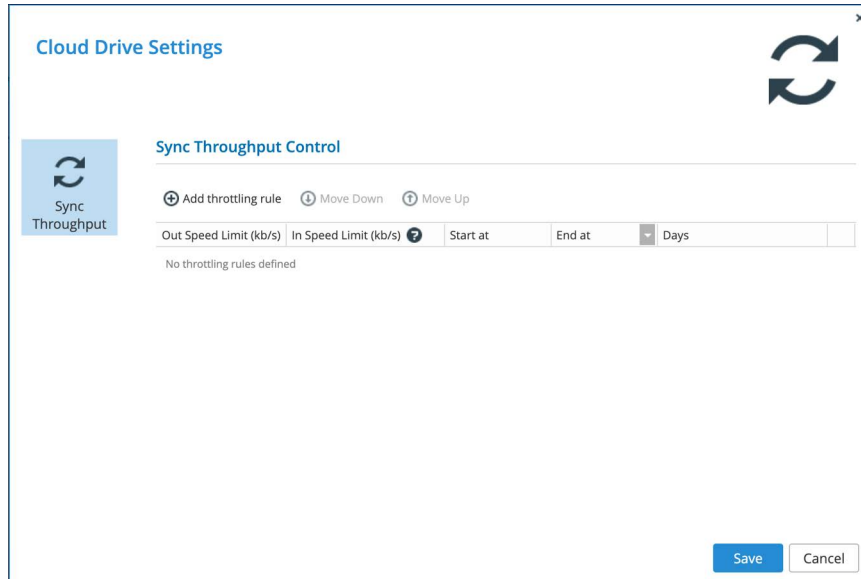 Cloud Drive Settings
Sync
Throughput
Sync Throughput Control
Add throttling rule Move Down Move Up
Out Speed Limit (kb/s) In Speed Limit (kb/s) ? Start at End at Days
No throttling rules defined
Save Cancel